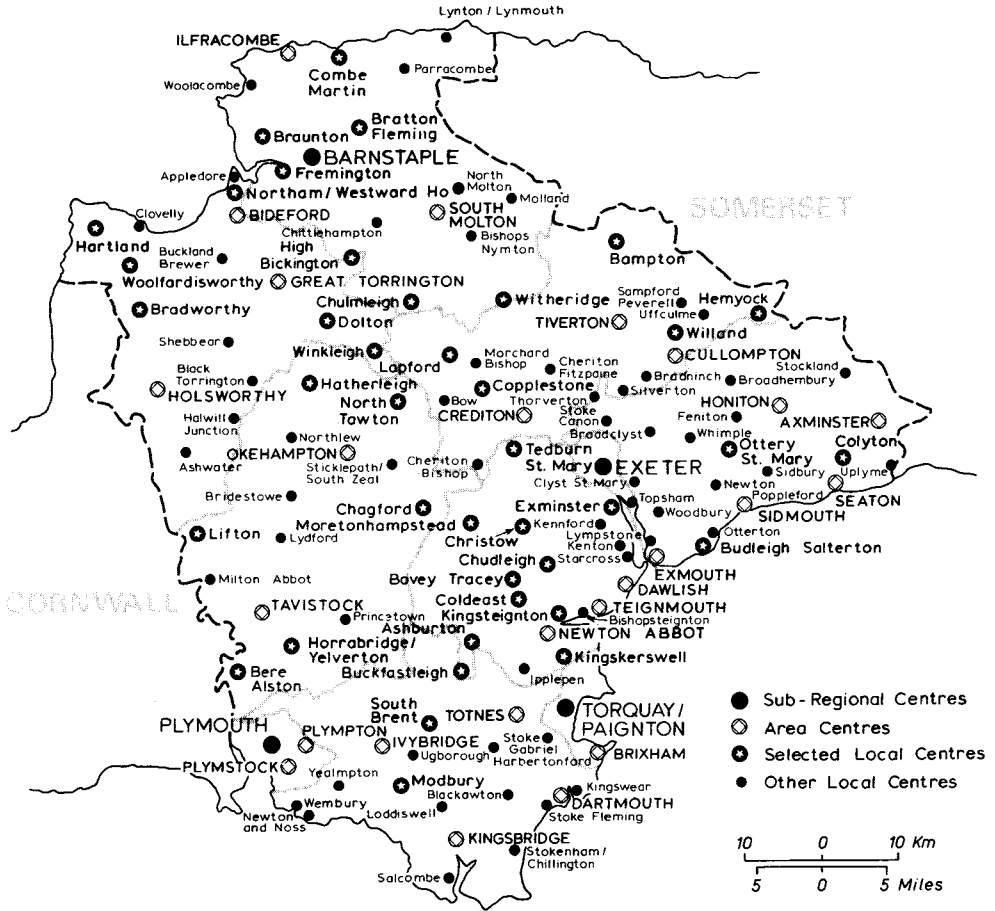 Lynton / Lynmouth
ILFRACOMBE
Combe
Martin
Parracombe
Woolacombe
Bratton
Fleming
Braunton
BARNSTAPLE
Fremington
Appledore
North
Molton
Northam/Westward Ho
Molland
SOMERSET
Clovelly
BIDEFORD
SOUTH
MOLTON
Chittlehampton
Hartland
High
Bickington
Bishops
Nymton
Buckland
Brewer
Bampton
Woolfardisworthy
GREAT TORRINGTON
Sampford
Peverell
Hemyock
Chulmleigh
Witheridge
Bradworthy
Uffculme
Dolton
TIVERTON
Willand
Shebbear
Winkleigh
Lapford
Morchard
Bishop
CULLOMPTON
Cheriton
Fitzpaine
Stockland
Black
Torrington
Bradninch
Broadhembury
Hatherleigh
Copplestone
HOLSWORTHY
Silverton
North
Tawton
Bow
Thorverton
HONITON
CREDITON
Stoke
Canon
Halwill
Junction
Feniton
AXMINSTER
Broadclyst
Whimple
Northlew
Colyton
Ashwater
OKEHAMPTON
Tedburn
St. Mary
Ottery
St. Mary
Sticklepath/
South Zeal
Cheriton
Bishop
EXETER
Sidbury
Uplyme
Clyst St Mary
Newton
Poppleford
Bridestowe
Topsham
SEATON
Chagford
Exminster
Woodbury
SIDMOUTH
Moretonhampstead
Kennford
Lifton
Lydford
Christow
Lympstone
Otterton
Kenton
Budleigh Salterton
Chudleigh
Starcross
Milton Abbot
Bovey Tracey
EXMOUTH
DAWLISH
CORNWALL
Coldeast
TAVISTOCK
TEIGNMOUTH
Princetown
Kingsteignton
Bishopsteignton
Ashburton
NEWTON ABBOT
Horrabridge/
Yelverton
Kingskerswell
Bere
Alston
Buckfastleigh
Ipplepen
South
Brent
TORQUAY/
PAIGNTON
TOTNES
PLYMOUTH
PLYMPTON
Stoke
Gabriel
IVYBRIDGE
Ugborough
Harbertonford
BRIXHAM
PLYMSTOCK
Yealmpton
Modbury
Kingswear
Blackawton
DARTMOUTH
Wembury
Loddiswell
Stoke Fleming
Newton
and Noss
KINGSBRIDGE
Stokenham/
Chillington
Salcombe
Sub-Regional Centres
Area Centres
Selected Local Centres
Other Local Centres
10 0 10 Km
5 0 5 Miles